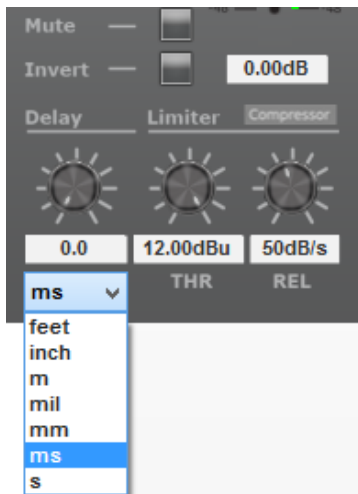 Mute
Invert 0.00dB
Delay Limiter Compressor
0.0 12.00dBu 50dB/s
ms THR REL
feet
inch
m
mil
mm
ms
s